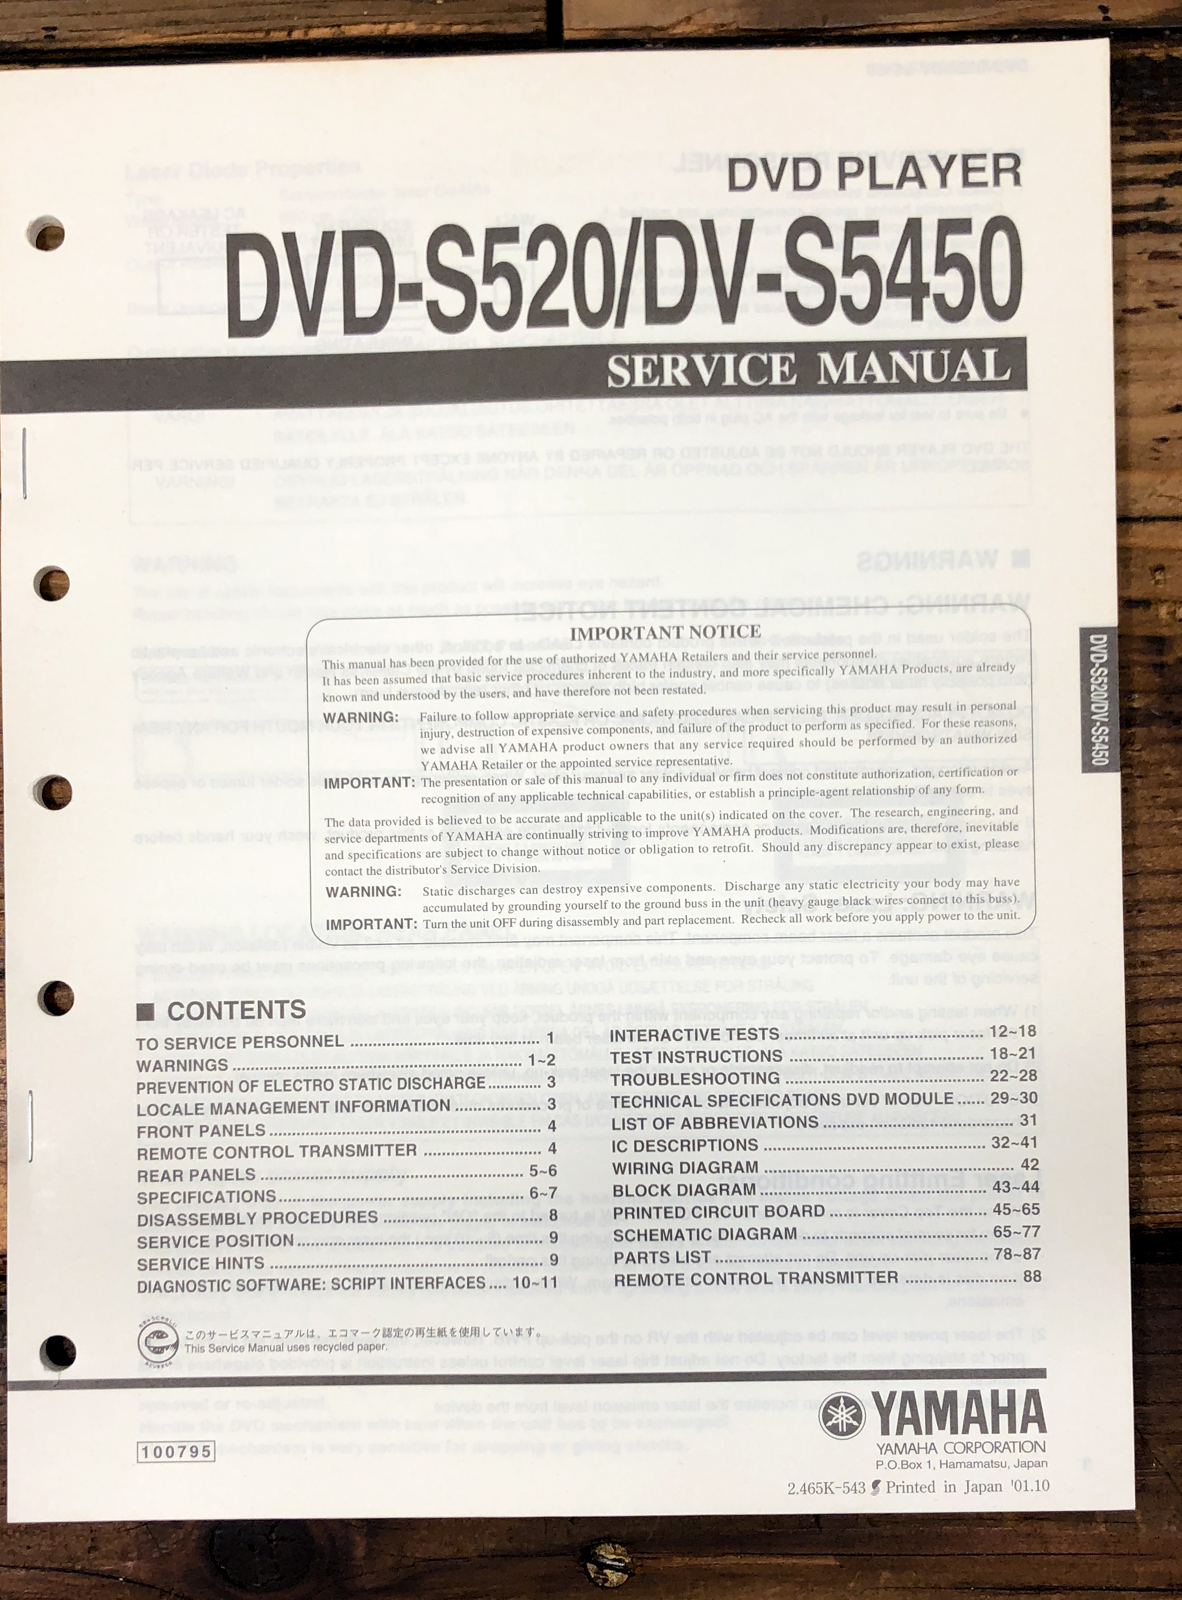 DVD PLAYER
DVD-S520/DV-S5450
SERVICE MANUAL
DVD-S520/DV-S5450
IMPORTANT NOTICE
This manual has been provided for the use of authorized YAMAHA Retailers and their service personnel.
It has been assumed that basic service procedures inherent to the industry, and more specifically YAMAHA Products, are already
known and understood by the users, and have therefore not been restated.
WARNING: Failure to follow appropriate service and safety procedures when servicing this product may result in personal
injury, destruction of expensive components, and failure of the product to perform as specified. For these reasons,
we advise all YAMAHA product owners that any service required should be performed by an authorized
YAMAHA Retailer or the appointed service representative.
IMPORTANT: The presentation or sale of this manual to any individual or firm does not constitute authorization, certification or
recognition of any applicable technical capabilities, or establish a principle-agent relationship of any form.
The data provided is believed to be accurate and applicable to the unit(s) indicated on the cover. The research, engineering, and
service departments of YAMAHA are continually striving to improve YAMAHA products. Modifications are, therefore, inevitable
and specifications are subject to change without notice or obligation to retrofit. Should any discrepancy appear to exist, please
contact the distributor's Service Division.
WARNING: Static discharges can destroy expensive components. Discharge any static electricity your body may have
accumulated by grounding yourself to the ground buss in the unit (heavy gauge black wires connect to this buss).
IMPORTANT: Turn the unit OFF during disassembly and part replacement. Recheck all work before you apply power to the unit.
■ CONTENTS
TO SERVICE PERSONNEL ........ 1
WARNINGS ........ 1~2
PREVENTION OF ELECTRO STATIC DISCHARGE ........ 3
LOCALE MANAGEMENT INFORMATION ........ 3
FRONT PANELS ........ 4
REMOTE CONTROL TRANSMITTER ........ 4
REAR PANELS ........ 5~6
SPECIFICATIONS ........ 6~7
DISASSEMBLY PROCEDURES ........ 8
SERVICE POSITION ........ 9
SERVICE HINTS ........ 9
DIAGNOSTIC SOFTWARE: SCRIPT INTERFACES .... 10~11
INTERACTIVE TESTS ........ 12~18
TEST INSTRUCTIONS ........ 18~21
TROUBLESHOOTING ........ 22~28
TECHNICAL SPECIFICATIONS DVD MODULE ...... 29~30
LIST OF ABBREVIATIONS ........ 31
IC DESCRIPTIONS ........ 32~41
WIRING DIAGRAM ........ 42
BLOCK DIAGRAM ........ 43~44
PRINTED CIRCUIT BOARD ........ 45~65
SCHEMATIC DIAGRAM ........ 65~77
PARTS LIST ........ 78~87
REMOTE CONTROL TRANSMITTER ........ 88
このサービスマニュアルは、エコマーク認定の再生紙を使用しています。
This Service Manual uses recycled paper.
YAMAHA
YAMAHA CORPORATION
P.O.Box 1, Hamamatsu, Japan
100795
2.465K-543 Printed in Japan '01.10